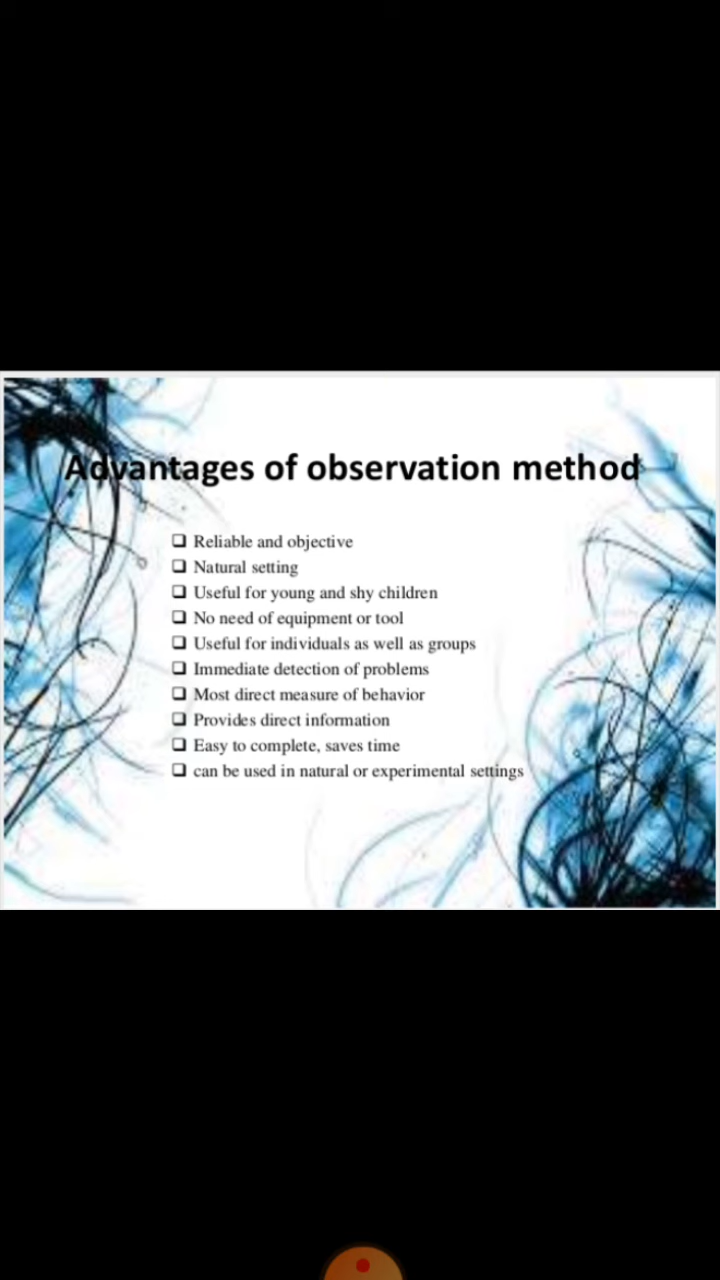 Advantages of observation method
❑ Reliable and objective
❑ Natural setting
❑ Useful for young and shy children
❑ No need of equipment or tool
❑ Useful for individuals as well as groups
❑ Immediate detection of problems
❑ Most direct measure of behavior
❑ Provides direct information
❑ Easy to complete, saves time
❑ can be used in natural or experimental settings